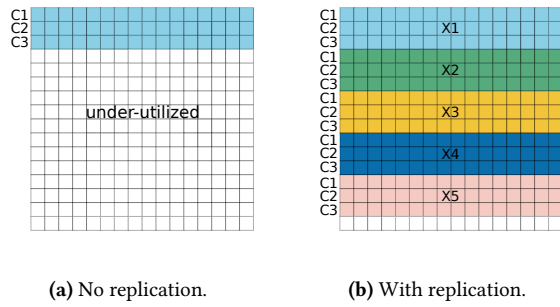 C1
C2
C3
under-utilized
(a) No replication.
C1
C2
C3
X1
C1
C2
C3
X2
C1
C2
C3
X3
C1
C2
C3
X4
C1
C2
C3
X5
(b) With replication.